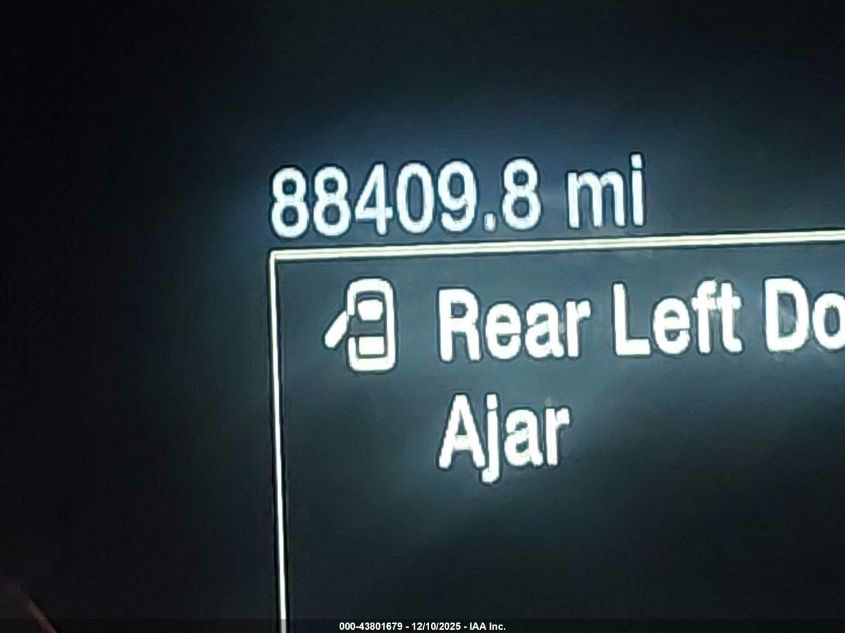 88409.8 mi
Rear Left Do
Ajar
000-43801679 - 12/10/2025 - IAA Inc.